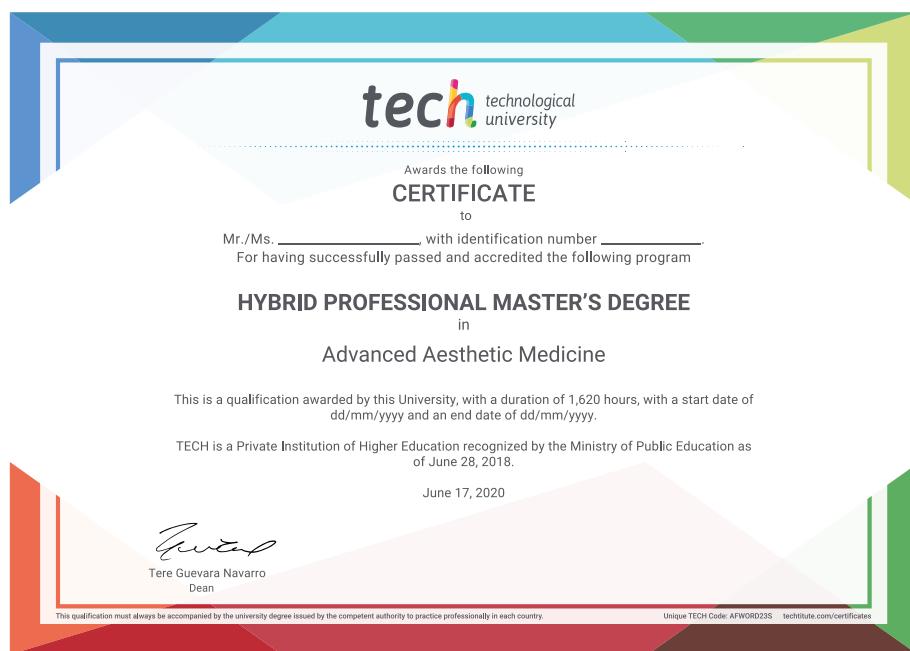 tech technological
university
Awards the following
CERTIFICATE
to
Mr./Ms. ____________________, with identification number ______________.
For having successfully passed and accredited the following program
HYBRID PROFESSIONAL MASTER'S DEGREE
in
Advanced Aesthetic Medicine
This is a qualification awarded by this University, with a duration of 1,620 hours, with a start date of
dd/mm/yyyy and an end date of dd/mm/yyyy.
TECH is a Private Institution of Higher Education recognized by the Ministry of Public Education as
of June 28, 2018.
June 17, 2020
Tere Guevara Navarro
Dean
This qualification must always be accompanied by the university degree issued by the competent authority to practice professionally in each country.
Unique TECH Code: AFWORD23S techtitute.com/certificates